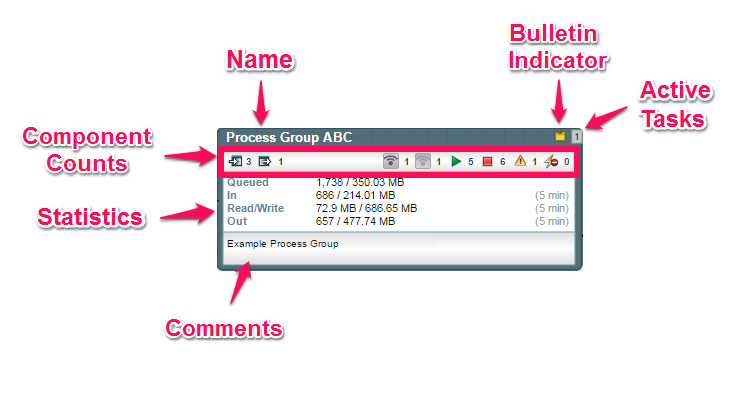 Name
Bulletin
Indicator
Active
Tasks
Component
Counts
Statistics
Process Group ABC 1
3 1 1 1 5 6 1 0
Queued 1,738 / 350.03 MB
In 686 / 214.01 MB (5 min)
Read/Write 72.9 MB / 686.65 MB (5 min)
Out 657 / 477.74 MB (5 min)
Example Process Group
Comments